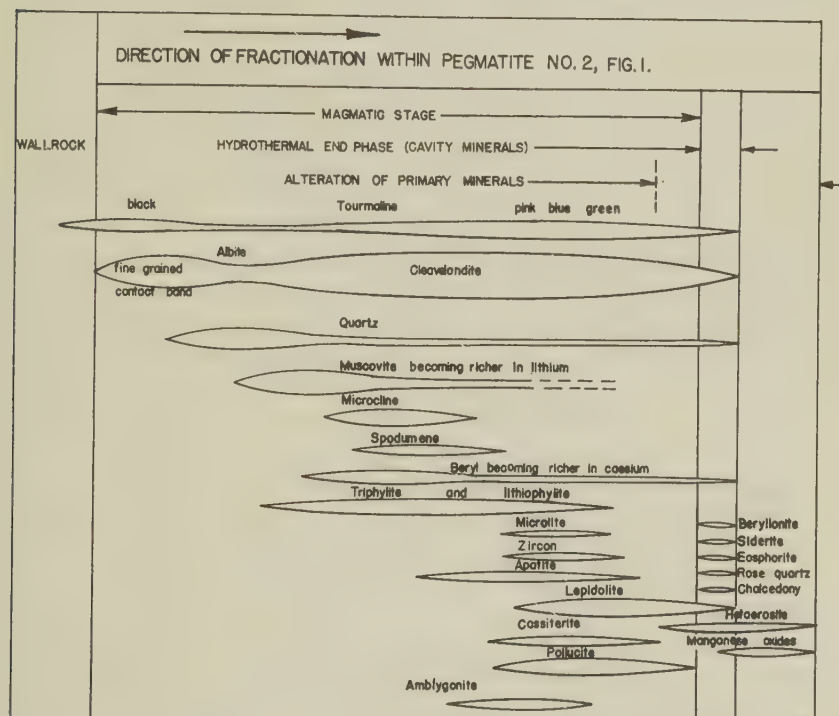 DIRECTION OF FRACTIONATION WITHIN PEGMATITE NO. 2, FIG. I.
MAGMATIC STAGE
WALLROCK
HYDROTHERMAL END PHASE (CAVITY MINERALS)
ALTERATION OF PRIMARY MINERALS
black
Tourmaline
pink blue green
Albite
fine grained
contact band
Cleavelandite
Quartz
Muscovite becoming richer in lithium
Microcline
Spodumene
Beryl becoming richer in caesium
Triphylite and lithiophylite
Microlite
Beryllonite
Zircon
Siderite
Eosphorite
Apatite
Rose quartz
Chalcedony
Lepidolite
Hetaerosite
Cassiterite
Manganese oxides
Pollucite
Amblygonite